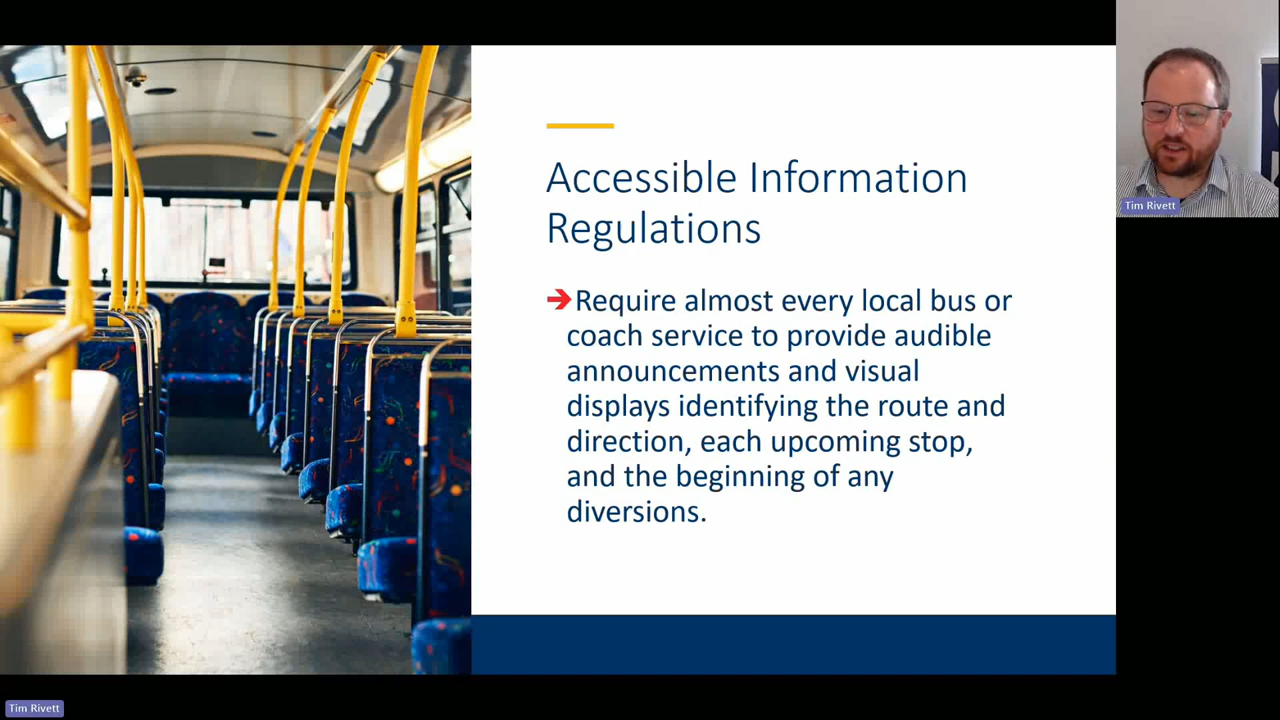 Accessible Information
Regulations
➔Require almost every local bus or
coach service to provide audible
announcements and visual
displays identifying the route and
direction, each upcoming stop,
and the beginning of any
diversions.
Tim Rivett
Tim Rivett